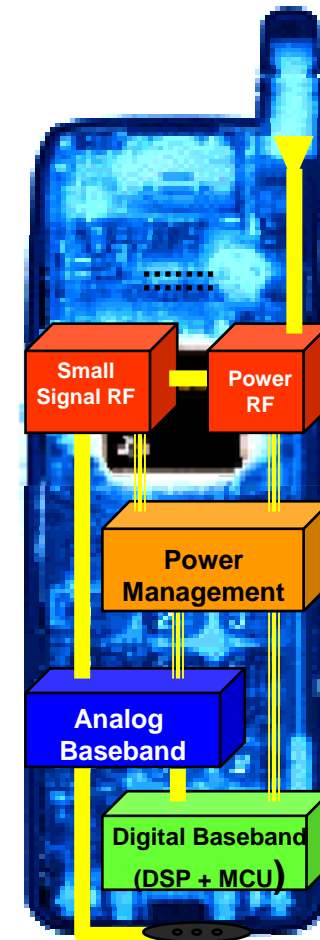 Small
Signal RF
Power
RF
Power
Management
Analog
Baseband
Digital Baseband
(DSP + MCU)